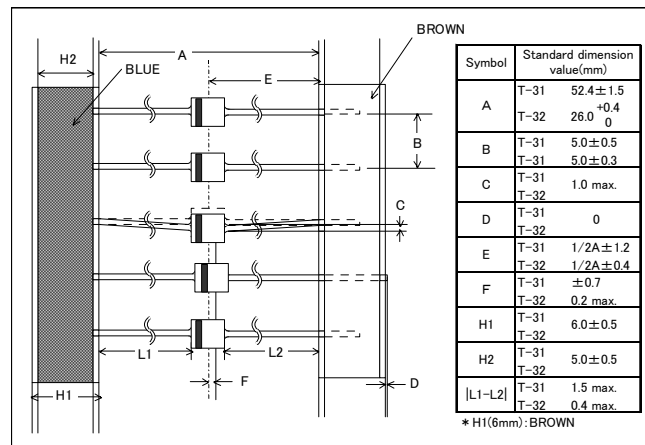 BROWN
A
H2
BLUE
E
B
C
L1
L2
F
H1
D
Symbol Standard dimension value(mm)
A T-31 52.4±1.5
T-32 26.0 +0.4 0
B T-31 5.0±0.5
T-31 5.0±0.3
C T-31 T-32 1.0 max.
D T-31 T-32 0
E T-31 1/2A±1.2
T-32 1/2A±0.4
F T-31 ±0.7
T-32 0.2 max.
H1 T-31 T-32 6.0±0.5
H2 T-31 T-32 5.0±0.5
|L1-L2| T-31 1.5 max.
T-32 0.4 max.
* H1(6mm):BROWN